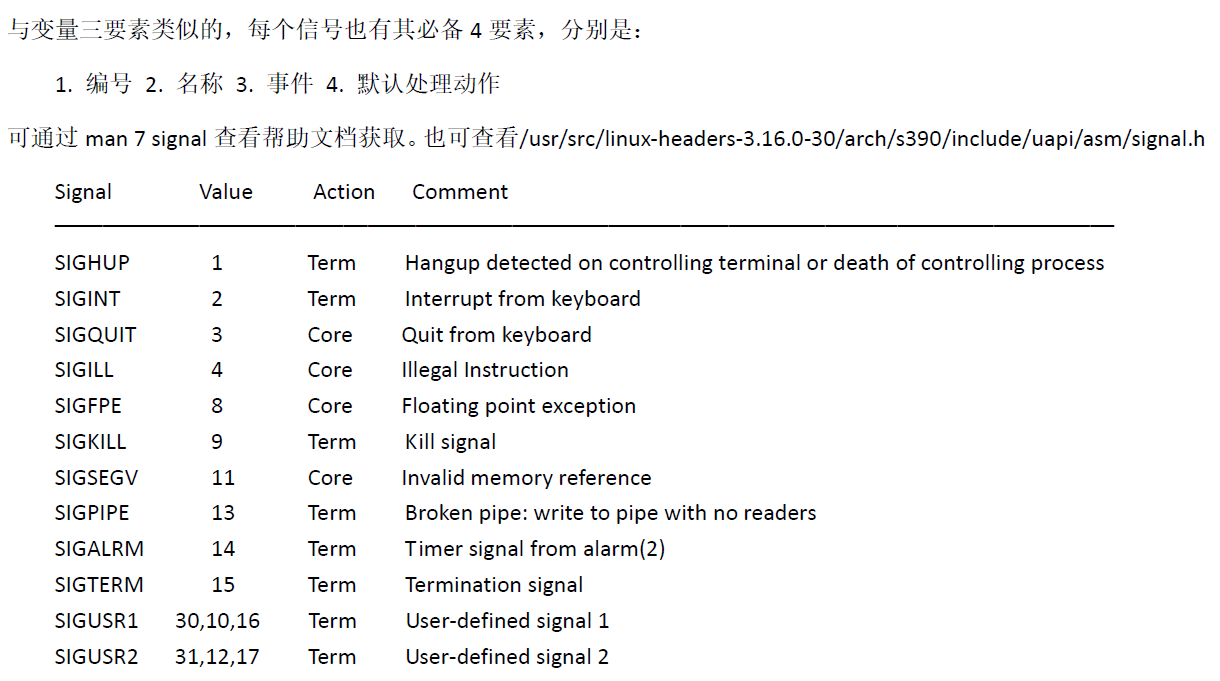 与变量三要素类似的，每个信号也有其必备 4 要素，分别是：
1. 编号 2. 名称 3. 事件 4. 默认处理动作
可通过 man 7 signal 查看帮助文档获取。也可查看/usr/src/linux-headers-3.16.0-30/arch/s390/include/uapi/asm/signal.h
Signal Value Action Comment
SIGHUP 1 Term Hangup detected on controlling terminal or death of controlling process
SIGINT 2 Term Interrupt from keyboard
SIGQUIT 3 Core Quit from keyboard
SIGILL 4 Core Illegal Instruction
SIGFPE 8 Core Floating point exception
SIGKILL 9 Term Kill signal
SIGSEGV 11 Core Invalid memory reference
SIGPIPE 13 Term Broken pipe: write to pipe with no readers
SIGALRM 14 Term Timer signal from alarm(2)
SIGTERM 15 Term Termination signal
SIGUSR1 30,10,16 Term User-defined signal 1
SIGUSR2 31,12,17 Term User-defined signal 2